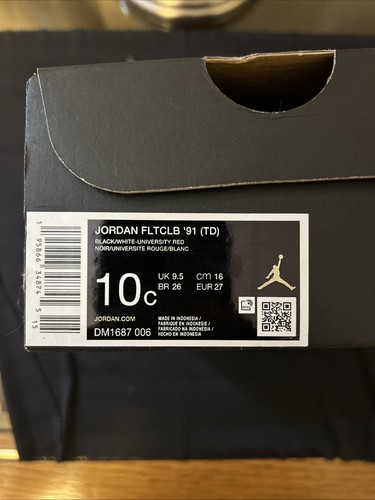 JORDAN FLTCLB '91 (TD)
BLACK/WHITE-UNIVERSITY RED
NOIR/UNIVERSITE ROUGE/BLANC
10C
UK 9.5 cm 16
BR 26 EUR 27
JORDAN.COM
DM1687 006
MADE IN INDONESIA /
FABRIQUE EN INDONESIE /
FABRICADO NA INDONESIA /
HECHO EN INDONESIA
1 95866 34874 5 15